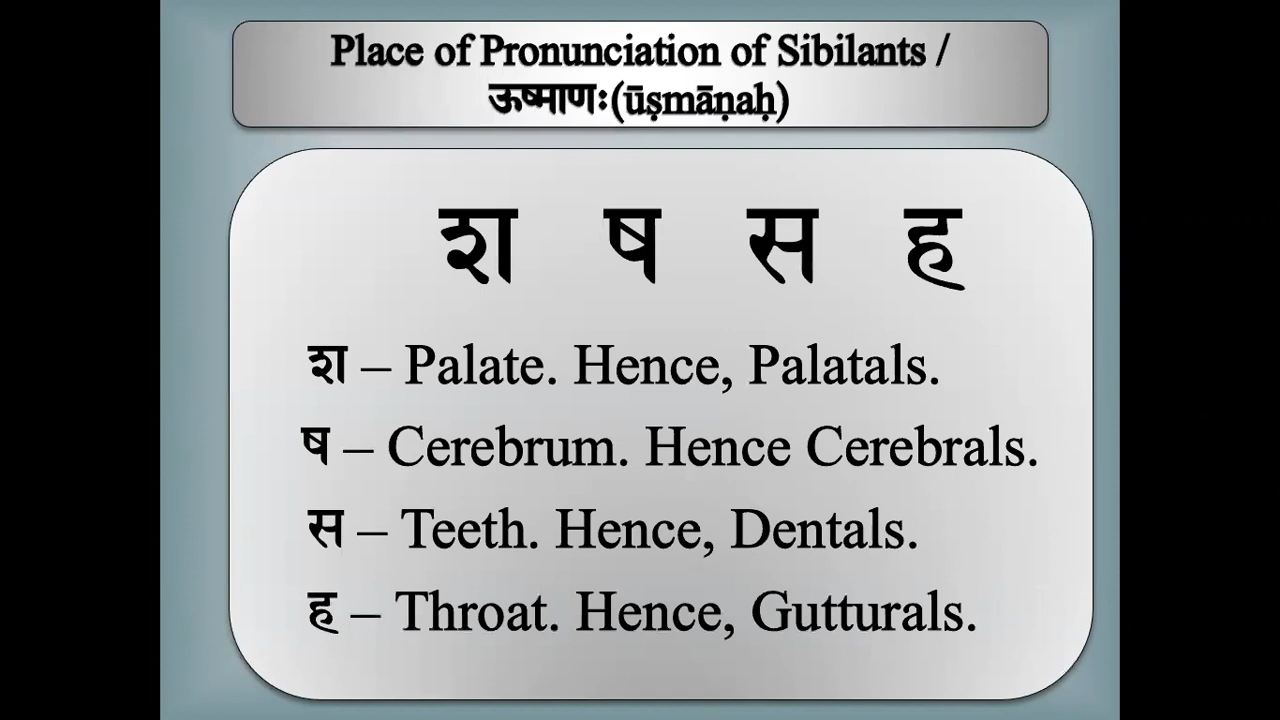 Place of Pronunciation of Sibilants /
ऊष्माणः(ūṣmāṇaḥ)
श ष स ह
श – Palate. Hence, Palatals.
ष – Cerebrum. Hence Cerebrals.
स – Teeth. Hence, Dentals.
ह – Throat. Hence, Gutturals.